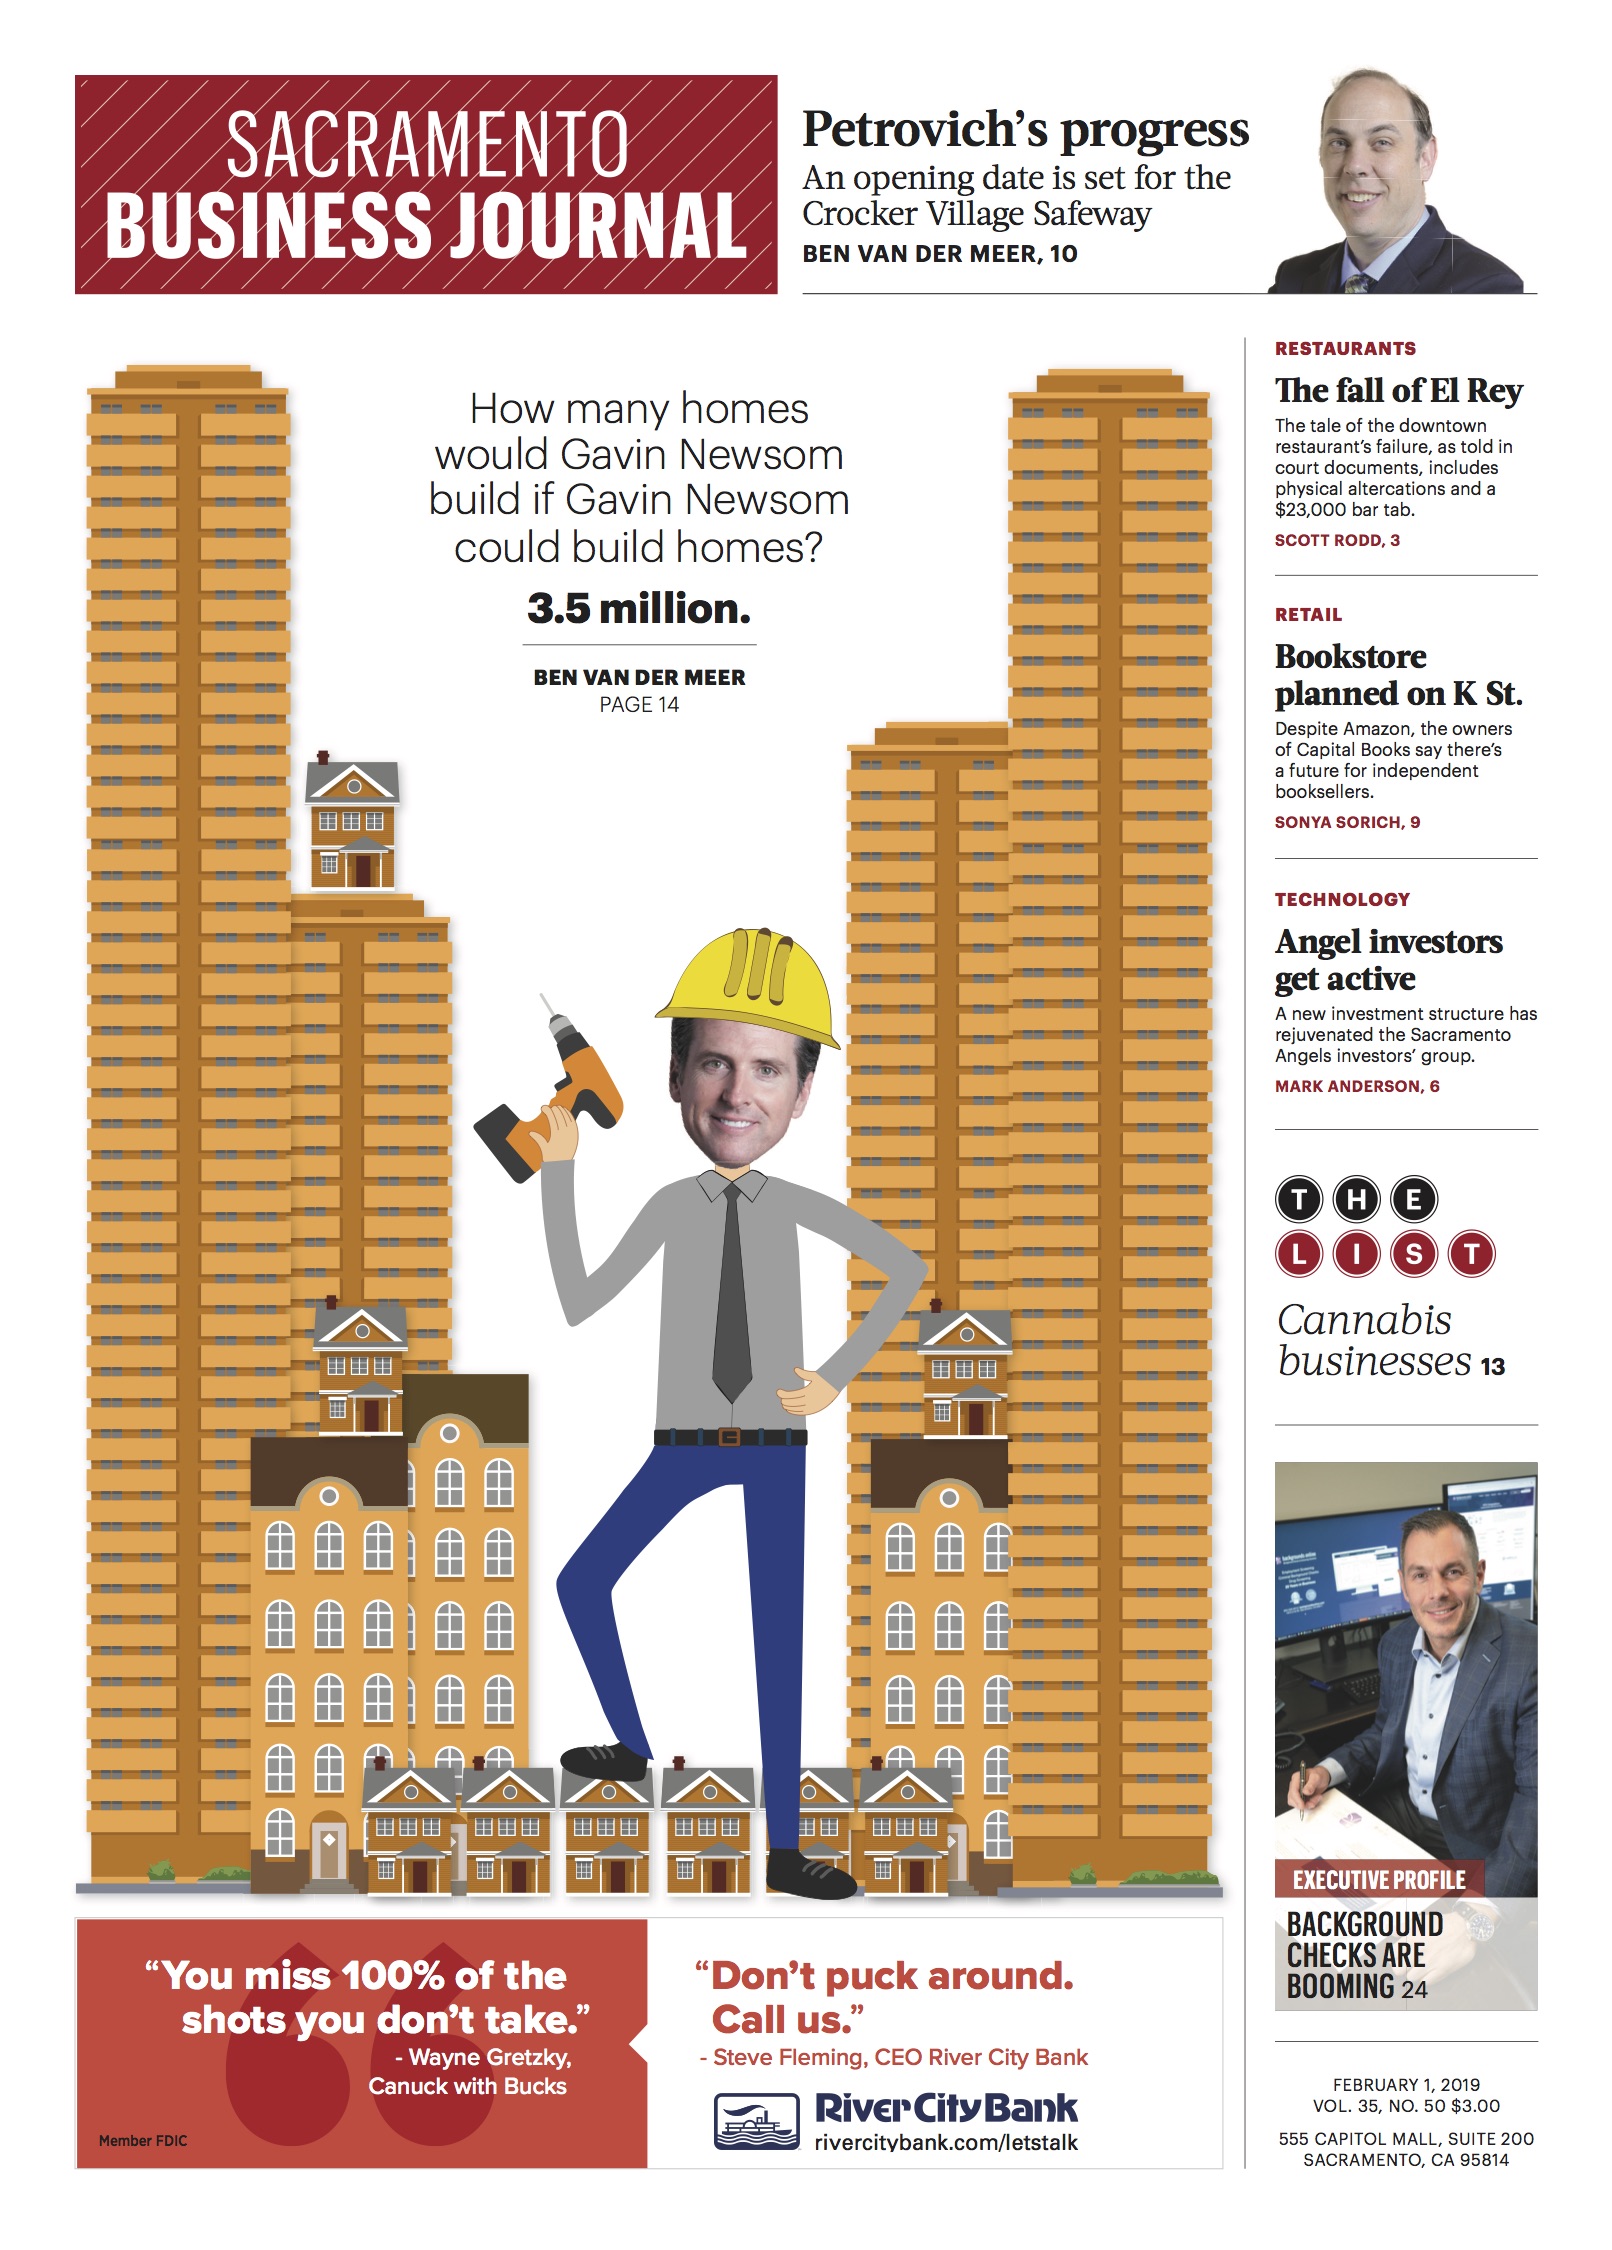 SACRAMENTO
BUSINESS JOURNAL
Petrovich's progress
An opening date is set for the
Crocker Village Safeway
BEN VAN DER MEER, 10
How many homes
would Gavin Newsom
build if Gavin Newsom
could build homes?
3.5 million.
BEN VAN DER MEER
PAGE 14
RESTAURANTS
The fall of El Rey
The tale of the downtown
restaurant's failure, as told in
court documents, includes
physical altercations and a
$23,000 bar tab.
SCOTT RODD, 3
RETAIL
Bookstore
planned on K St.
Despite Amazon, the owners
of Capital Books say there's
a future for independent
booksellers.
SONYA SORICH, 9
TECHNOLOGY
Angel investors
get active
A new investment structure has
rejuvenated the Sacramento
Angels investors' group.
MARK ANDERSON, 6
THE
LIST
Cannabis
businesses 13
EXECUTIVE PROFILE
BACKGROUND
CHECKS ARE
BOOMING 24
"You miss 100% of the
shots you don't take."
- Wayne Gretzky,
Canuck with Bucks
Member FDIC
"Don't puck around.
Call us."
- Steve Fleming, CEO River City Bank
River City Bank
rivercitybank.com/letstalk
FEBRUARY 1, 2019
VOL. 35, NO. 50 $3.00
555 CAPITOL MALL, SUITE 200
SACRAMENTO, CA 95814